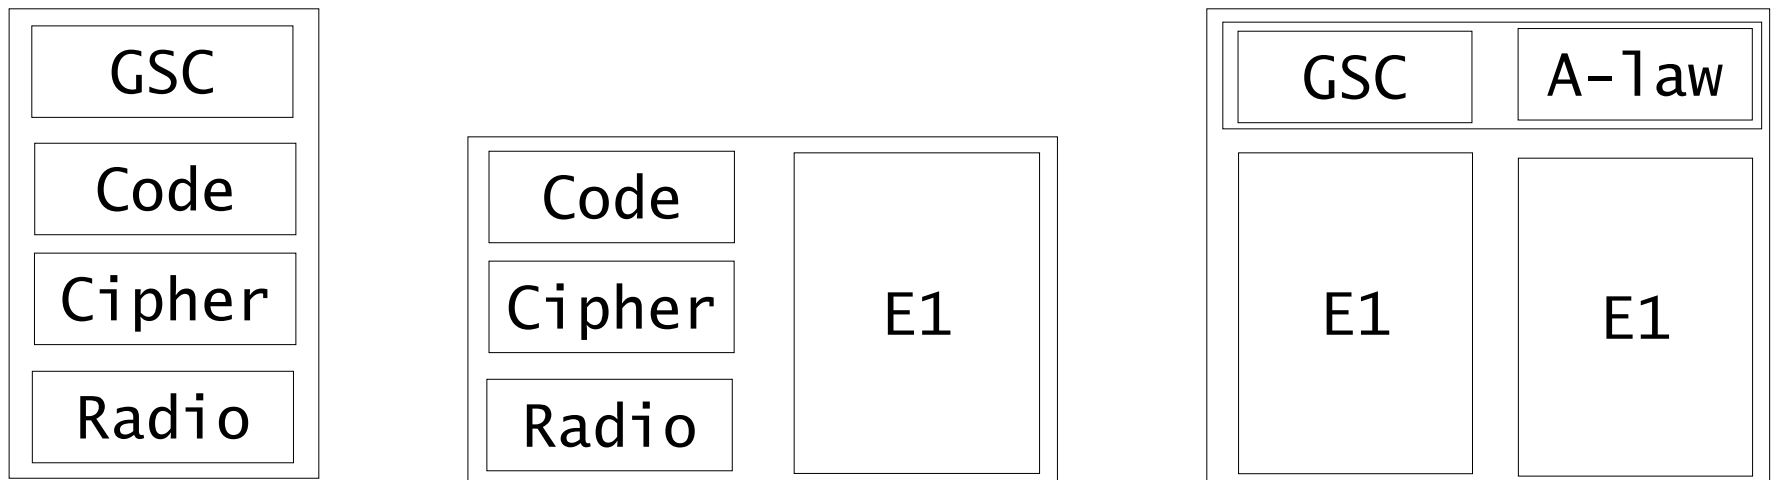 GSC
Code
Cipher
Radio
Code
Cipher
Radio
E1
GSC
A-law
E1
E1